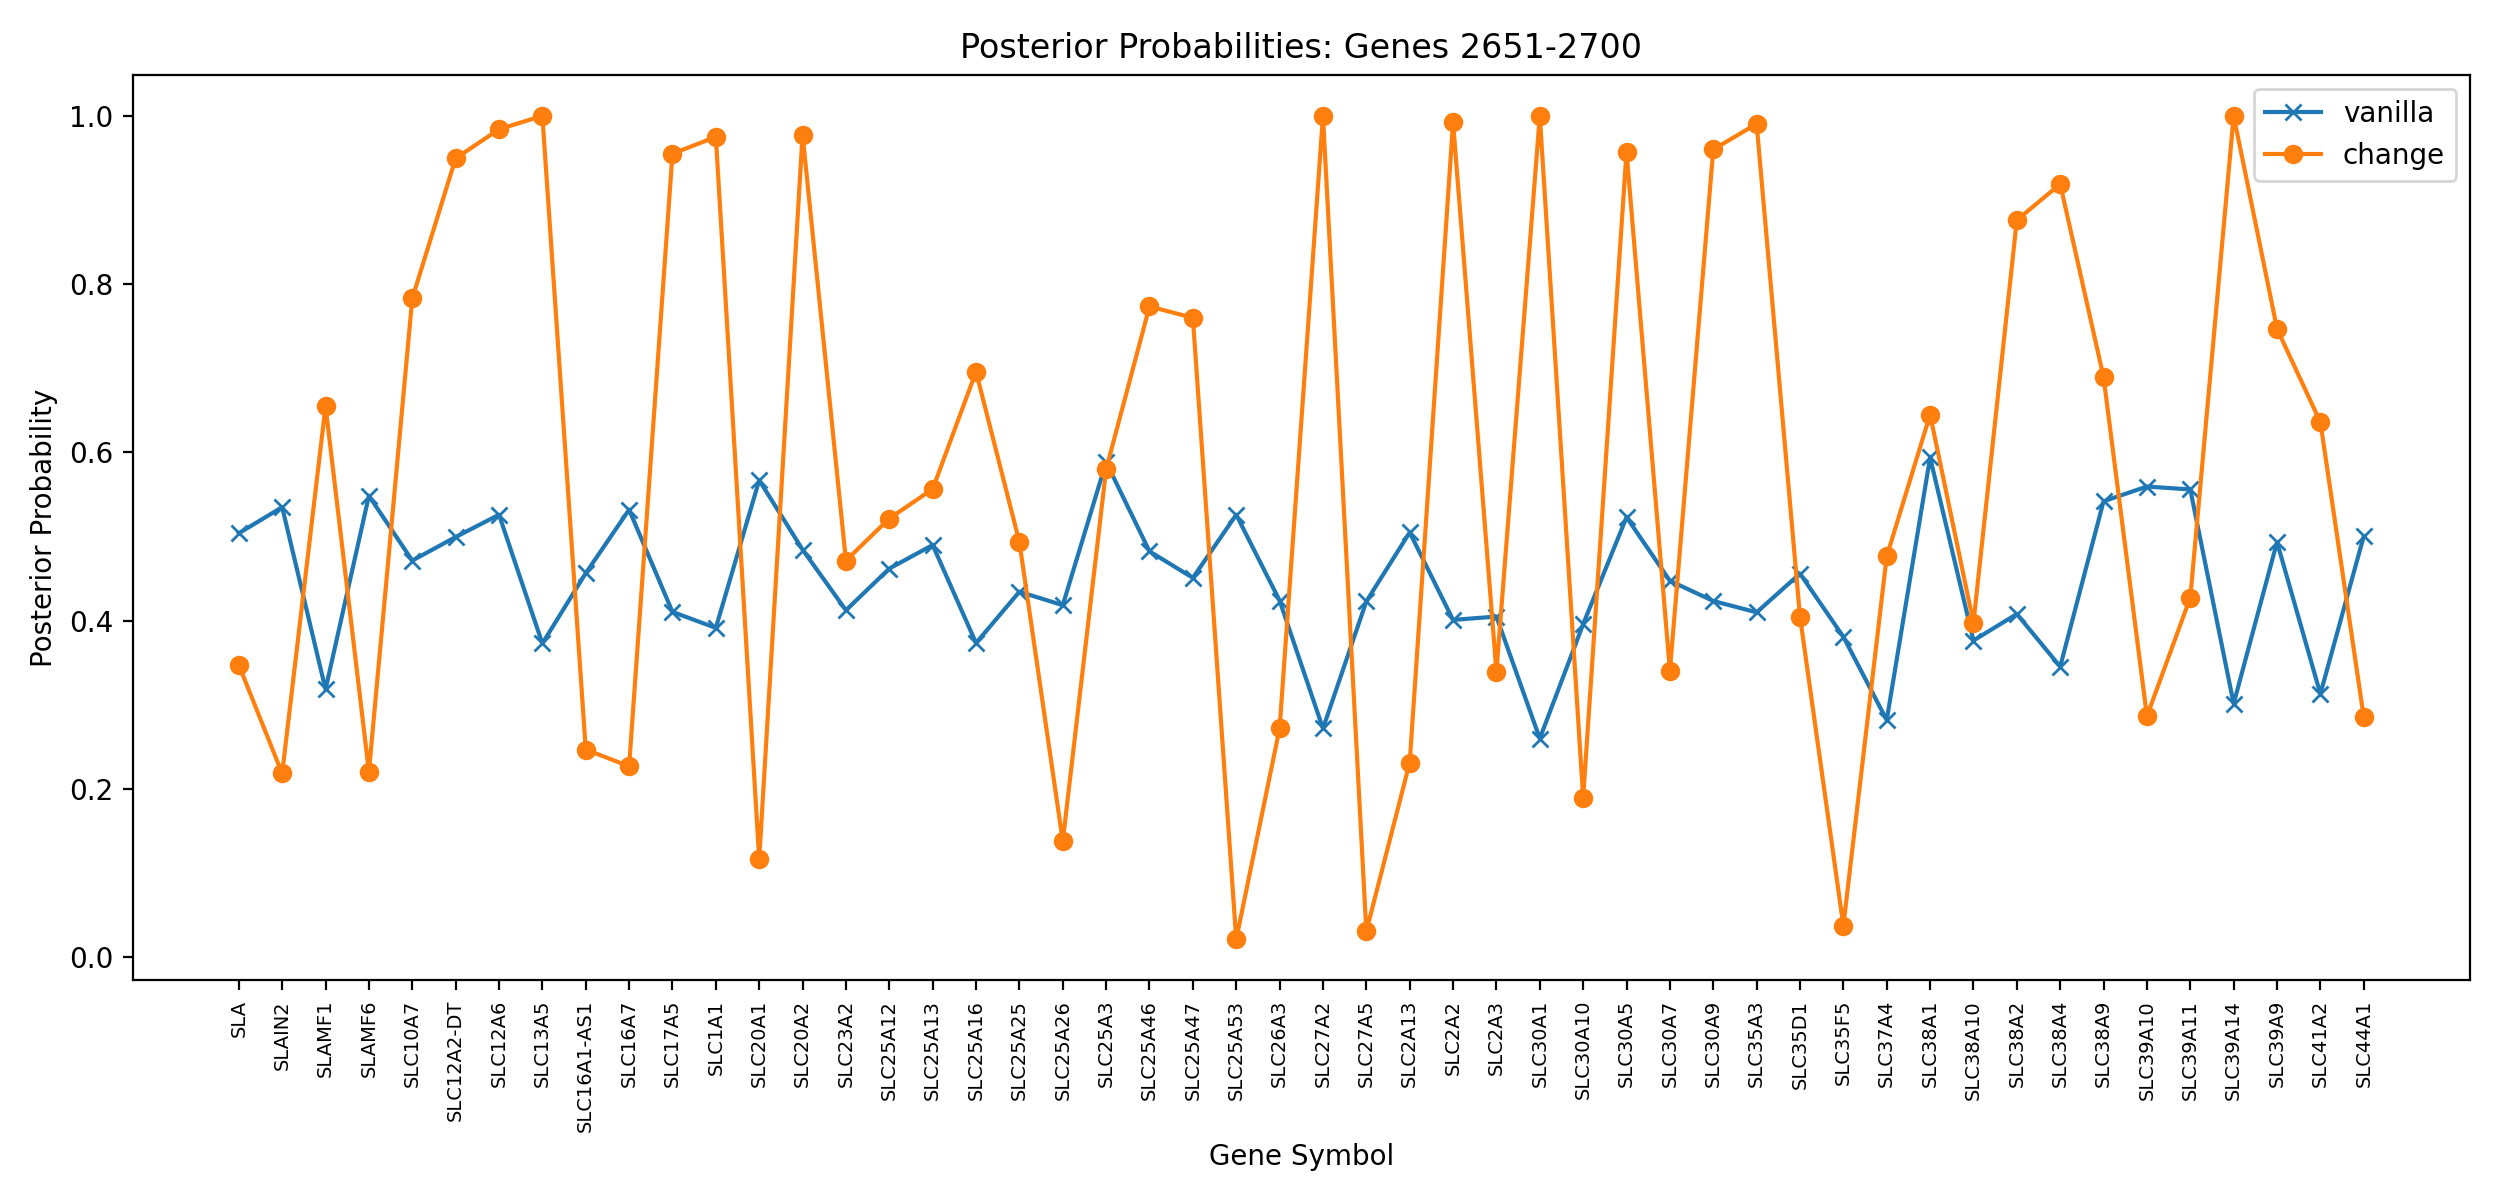 Posterior Probabilities: Genes 2651-2700
vanilla
change
Posterior Probability
1.0
0.8
0.6
0.4
0.2
0.0
SLA
SLAIN2
SLAMF1
SLAMF6
SLC10A7
SLC12A2-DT
SLC12A6
SLC13A5
SLC16A1-AS1
SLC16A7
SLC17A5
SLC1A1
SLC20A1
SLC20A2
SLC23A2
SLC25A12
SLC25A13
SLC25A16
SLC25A25
SLC25A26
SLC25A3
SLC25A46
SLC25A47
SLC25A53
SLC26A3
SLC27A2
SLC27A5
SLC2A13
SLC2A2
SLC2A3
SLC30A1
SLC30A10
SLC30A5
SLC30A7
SLC30A9
SLC35A3
SLC35D1
SLC35F5
SLC37A4
SLC38A1
SLC38A10
SLC38A2
SLC38A4
SLC38A9
SLC39A10
SLC39A11
SLC39A14
SLC39A9
SLC41A2
SLC44A1
Gene Symbol